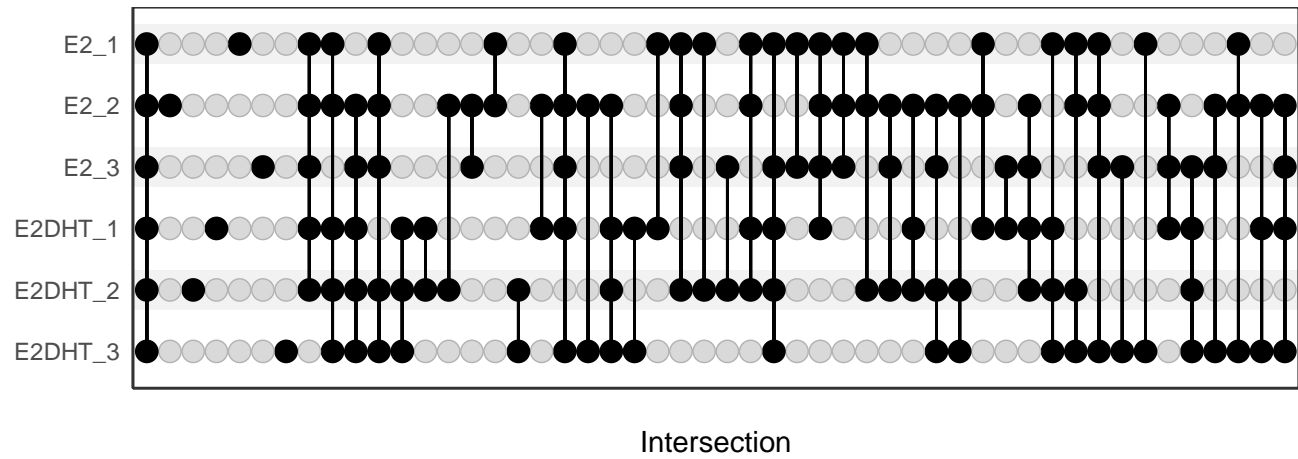 E2_1
E2_2
E2_3
E2DHT_1
E2DHT_2
E2DHT_3
Intersection